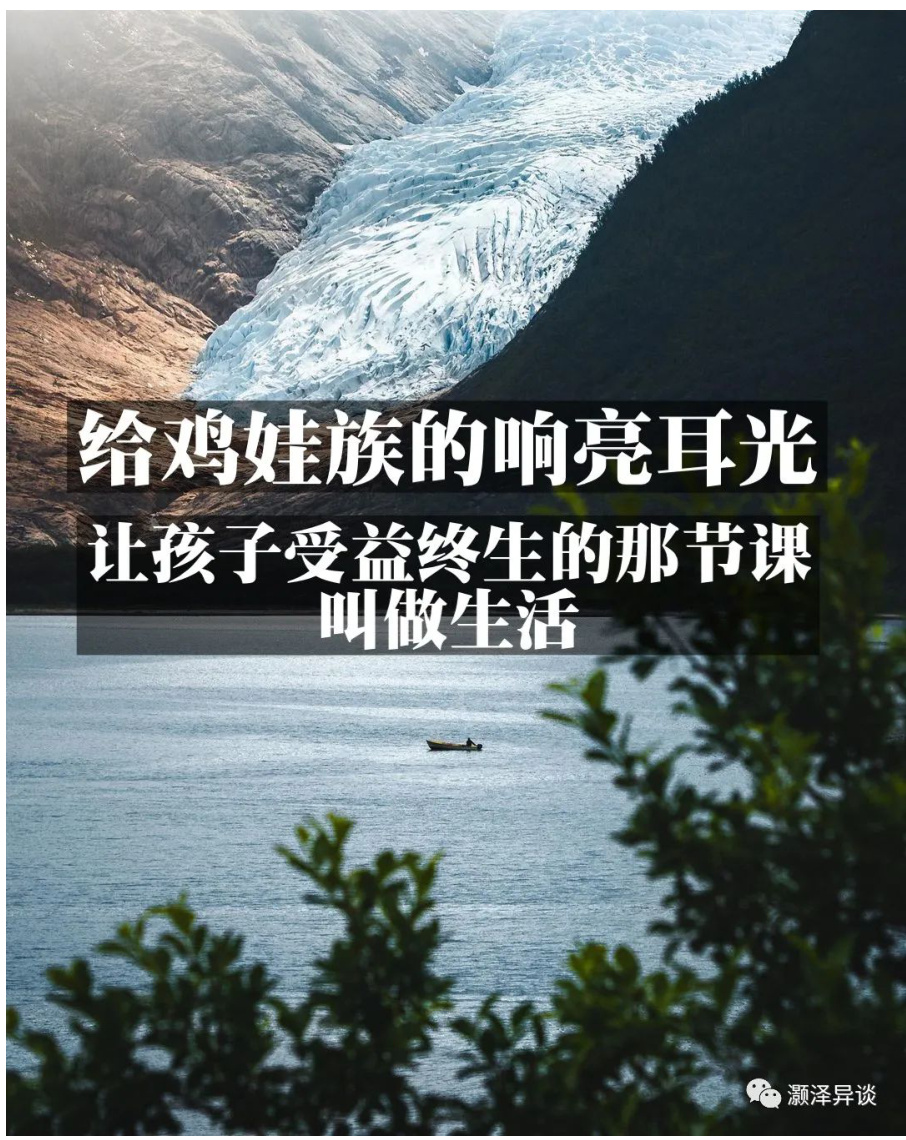 给鸡娃族的响亮耳光
让孩子受益终生的那节课
叫做生活
灏泽异谈